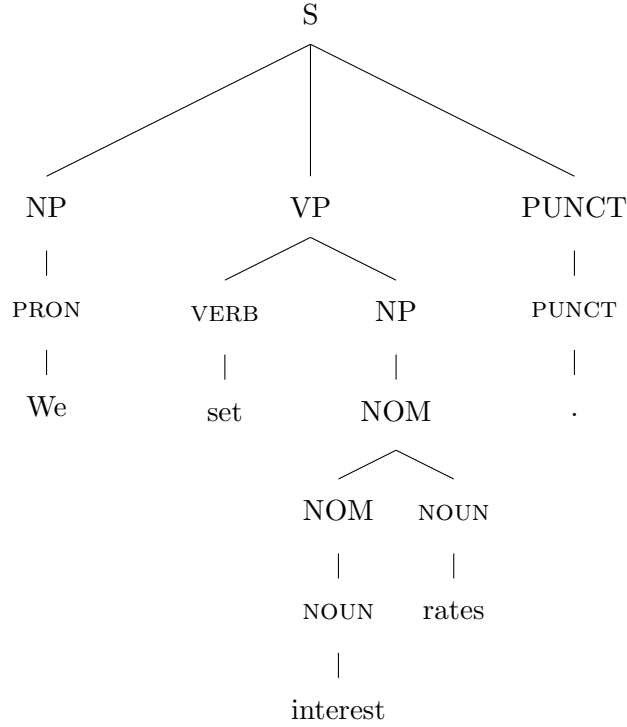 S
NP VP PUNCT
PRON VERB NP PUNCT
We set NOM .
NOM NOUN
NOUN rates
interest